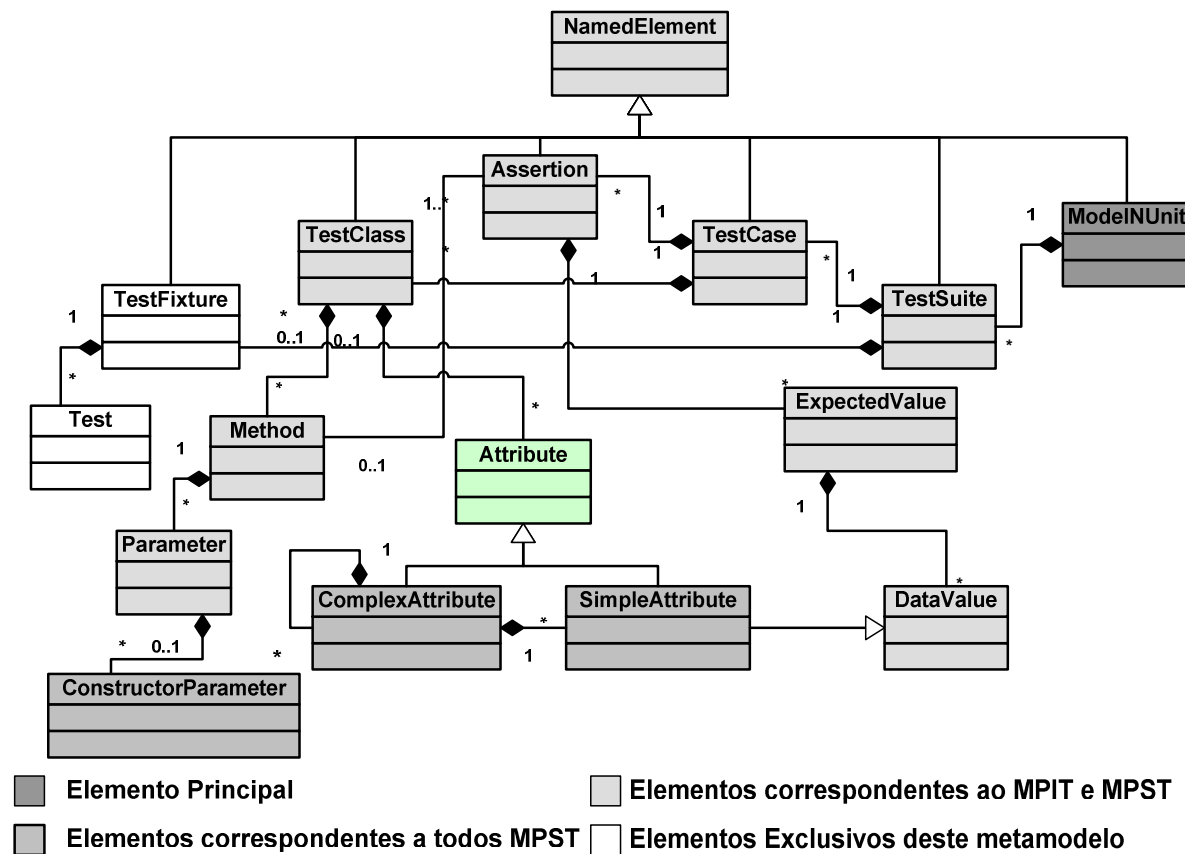 NamedElement
Assertion
1..*
*
1
ModelNUnit
1
TestClass
TestCase
*
1
*
1
1
TestFixture
TestSuite
1
*
1
0..1
0..1
*
*
*
*
ExpectedValue
Test
*
Method
1
0..1
Attribute
*
1
Parameter
1
*
ComplexAttribute
SimpleAttribute
DataValue
*
*
0..1
*
1
ConstructorParameter
Elemento Principal
Elementos correspondentes ao MPIT e MPST
Elementos correspondentes a todos MPST
Elementos Exclusivos deste metamodelo